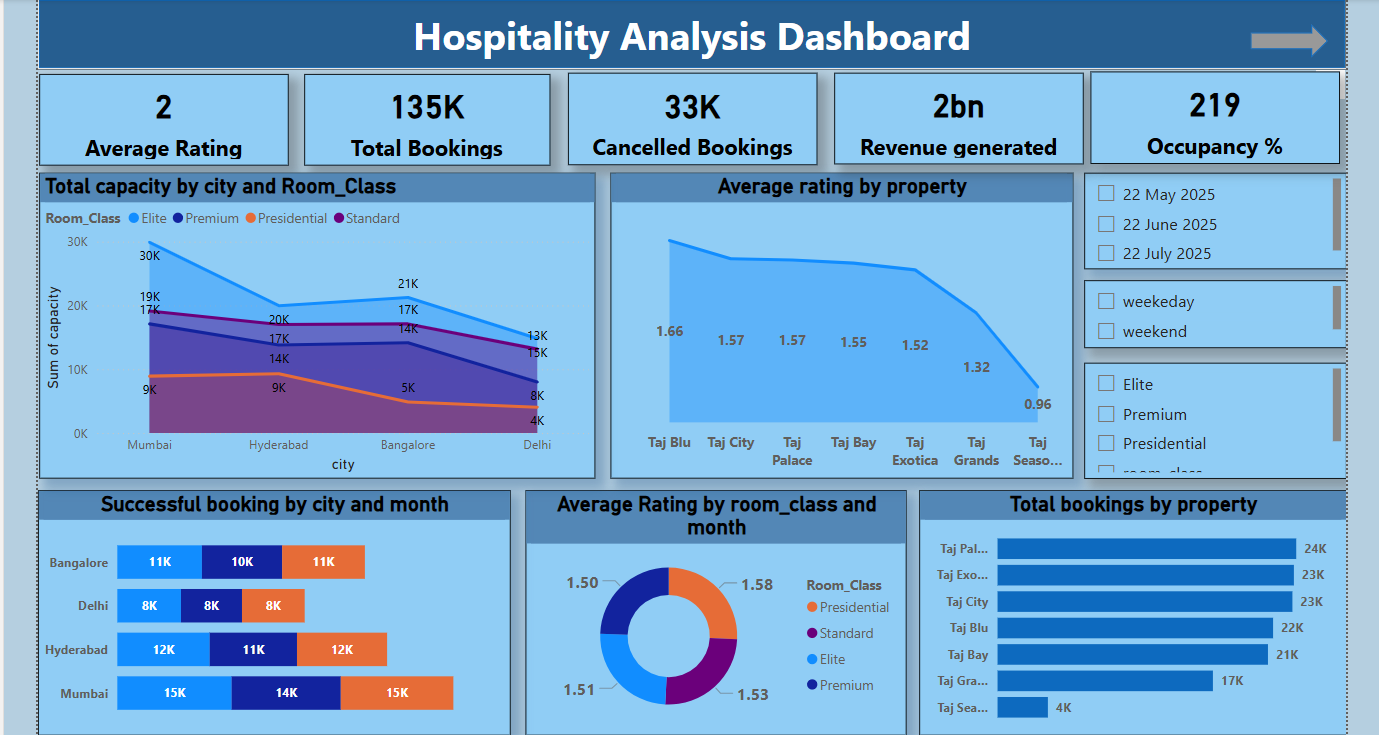 Hospitality Analysis Dashboard
2
Average Rating
135K
Total Bookings
33K
Cancelled Bookings
2bn
Revenue generated
219
Occupancy %
Total capacity by city and Room_Class
Room_Class Elite Premium Presidential Standard
Sum of capacity
30K
20K
10K
0K
30K
19K
17K
9K
20K
17K
14K
9K
21K
17K
14K
5K
13K
15K
8K
4K
Mumbai
Hyderabad
Bangalore
Delhi
city
Average rating by property
1.66
1.57
1.57
1.55
1.52
1.32
0.96
Taj Blu
Taj City
Taj
Palace
Taj Bay
Taj
Exotica
Taj
Grands
Taj
Seaso...
22 May 2025
22 June 2025
22 July 2025
weekeday
weekend
Elite
Premium
Presidential
Successful booking by city and month
Bangalore 11K 10K 11K
Delhi 8K 8K 8K
Hyderabad 12K 11K 12K
Mumbai 15K 14K 15K
Average Rating by room_class and
month
1.50
1.58
1.51
1.53
Room_Class
Presidential
Standard
Elite
Premium
Total bookings by property
Taj Pal... 24K
Taj Exo... 23K
Taj City 23K
Taj Blu 22K
Taj Bay 21K
Taj Gra... 17K
Taj Sea... 4K